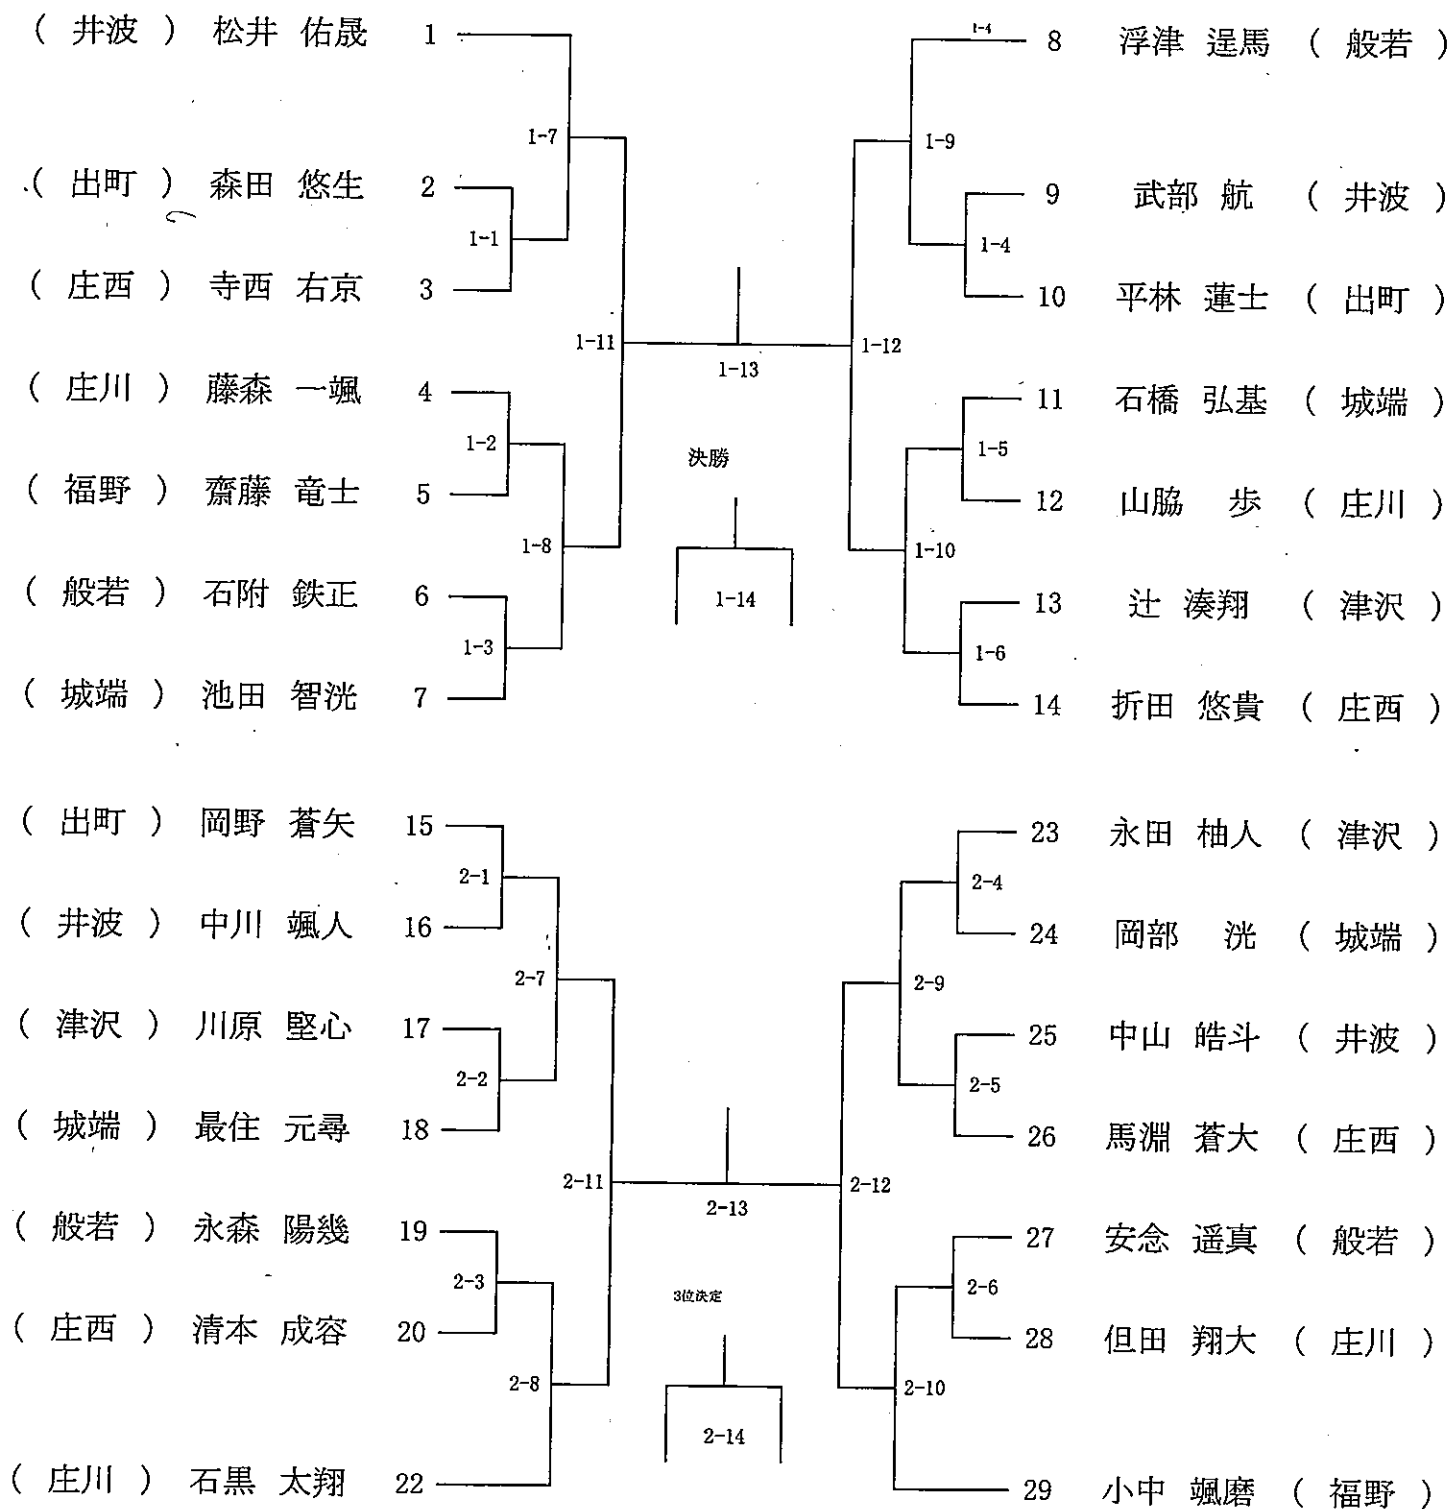 ( 井波 ) 松井 佑晟 1
1-7
( 出町 ) 森田 悠生 2
1-1
( 庄西 ) 寺西 右京 3
1-11
( 庄川 ) 藤森 一颯 4
1-2
( 福野 ) 齋藤 竜士 5
1-8
( 般若 ) 石附 鉄正 6
1-3
( 城端 ) 池田 智洸 7
1-4
8 浮津 逞馬 ( 般若 )
1-9
9 武部 航 ( 井波 )
1-4
10 平林 蓮士 ( 出町 )
1-12
11 石橋 弘基 ( 城端 )
1-5
12 山脇 歩 ( 庄川 )
1-10
13 辻 湊翔 ( 津沢 )
1-6
14 折田 悠貴 ( 庄西 )
1-13
決勝
1-14
( 出町 ) 岡野 蒼矢 15
2-1
( 井波 ) 中川 颯人 16
2-7
( 津沢 ) 川原 堅心 17
2-2
( 城端 ) 最住 元尋 18
2-11
( 般若 ) 永森 陽幾 19
2-3
( 庄西 ) 清本 成容 20
2-8
( 庄川 ) 石黒 太翔 22
23 永田 柚人 ( 津沢 )
2-4
24 岡部 洸 ( 城端 )
2-9
25 中山 皓斗 ( 井波 )
2-5
26 馬淵 蒼大 ( 庄西 )
2-12
27 安念 遥真 ( 般若 )
2-6
28 但田 翔大 ( 庄川 )
2-10
29 小中 颯磨 ( 福野 )
2-13
3位決定
2-14